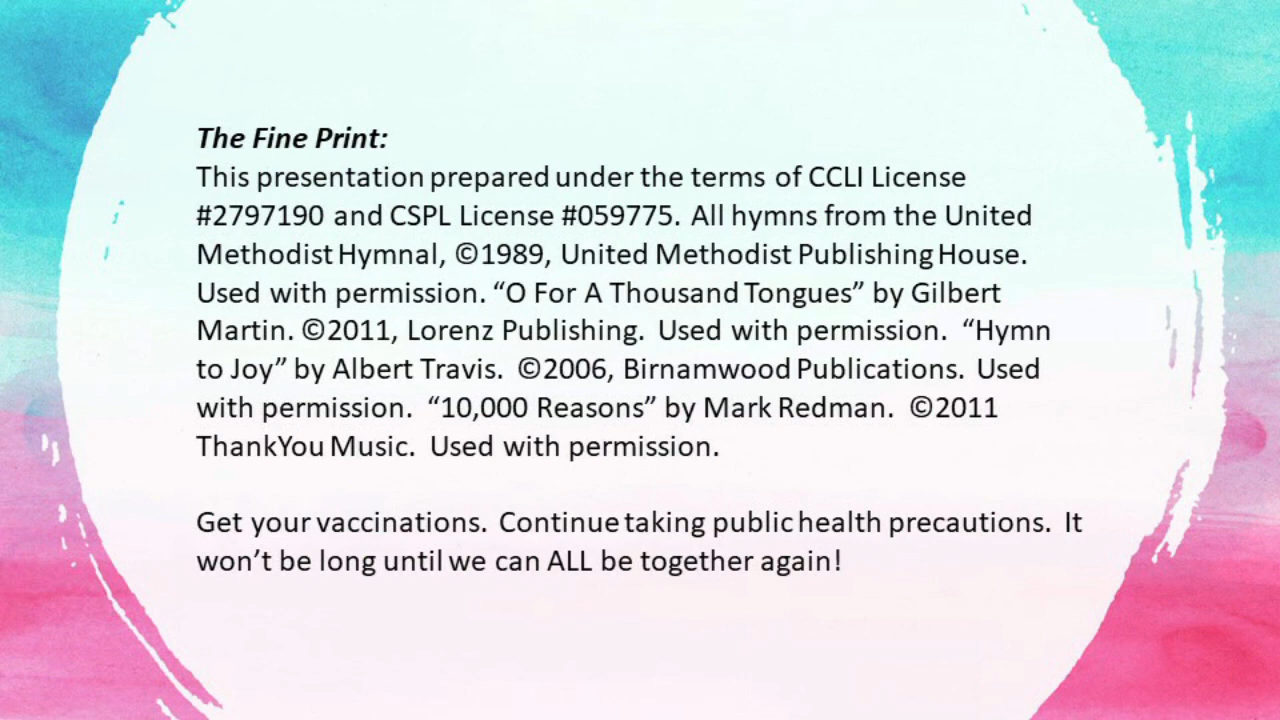 The Fine Print:
This presentation prepared under the terms of CCLI License
#2797190 and CSPL License #059775. All hymns from the United
Methodist Hymnal, ©1989, United Methodist Publishing House.
Used with permission. “O For A Thousand Tongues” by Gilbert
Martin. ©2011, Lorenz Publishing. Used with permission. “Hymn
to Joy” by Albert Travis. ©2006, Birnamwood Publications. Used
with permission. “10,000 Reasons” by Mark Redman. ©2011
ThankYou Music. Used with permission.
Get your vaccinations. Continue taking public health precautions. It
won’t be long until we can ALL be together again!